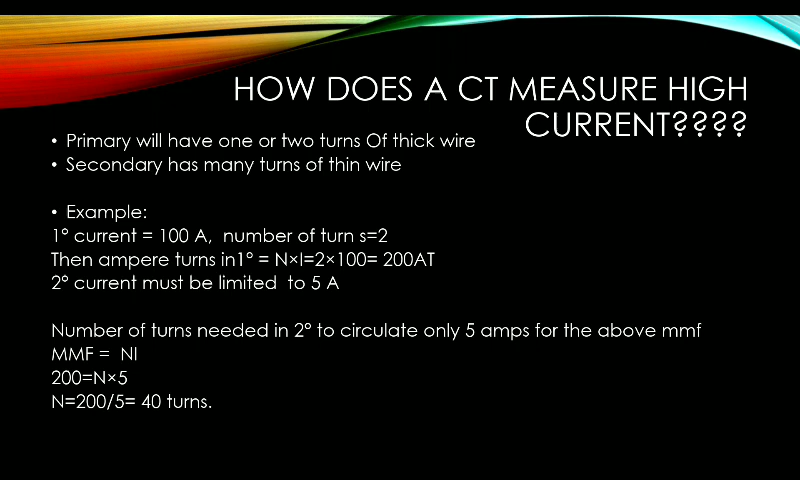 HOW DOES A CT MEASURE HIGH
CURRENT????
• Primary will have one or two turns Of thick wire
• Secondary has many turns of thin wire
• Example:
1° current = 100 A,  number of turn s=2
Then ampere turns in1° = N×I=2×100= 200AT
2° current must be limited  to 5 A
Number of turns needed in 2° to circulate only 5 amps for the above mmf
MMF =  NI
200=N×5
N=200/5= 40 turns.